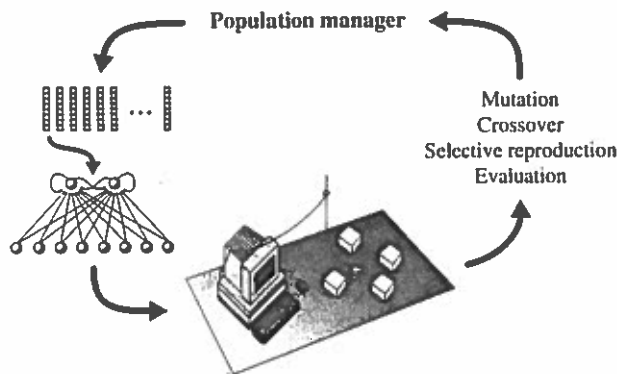 Population manager
...
Mutation
Crossover
Selective reproduction
Evaluation